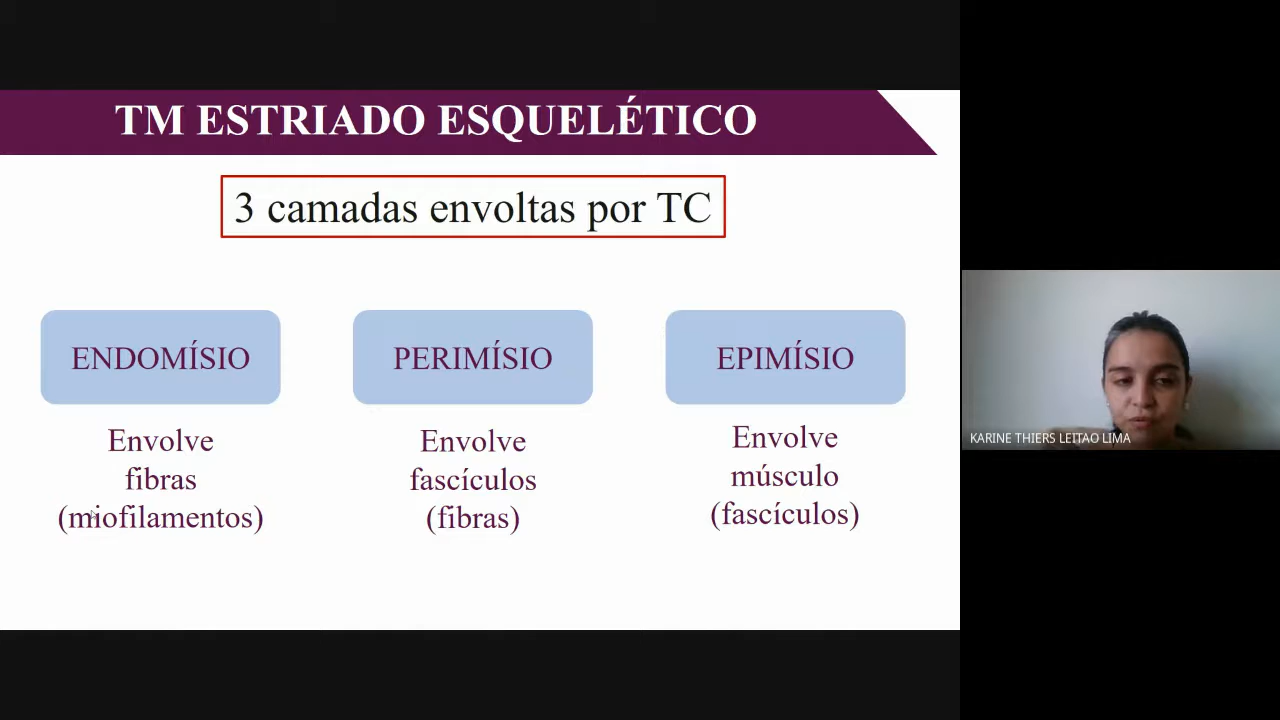 TM ESTRIADO ESQUELÉTICO
3 camadas envoltas por TC
ENDOMÍSIO
Envolve
fibras
(miofilamentos)
PERIMÍSIO
Envolve
fascículos
(fibras)
EPIMÍSIO
Envolve
músculo
(fascículos)
KARINE THIERS LEITAO LIMA